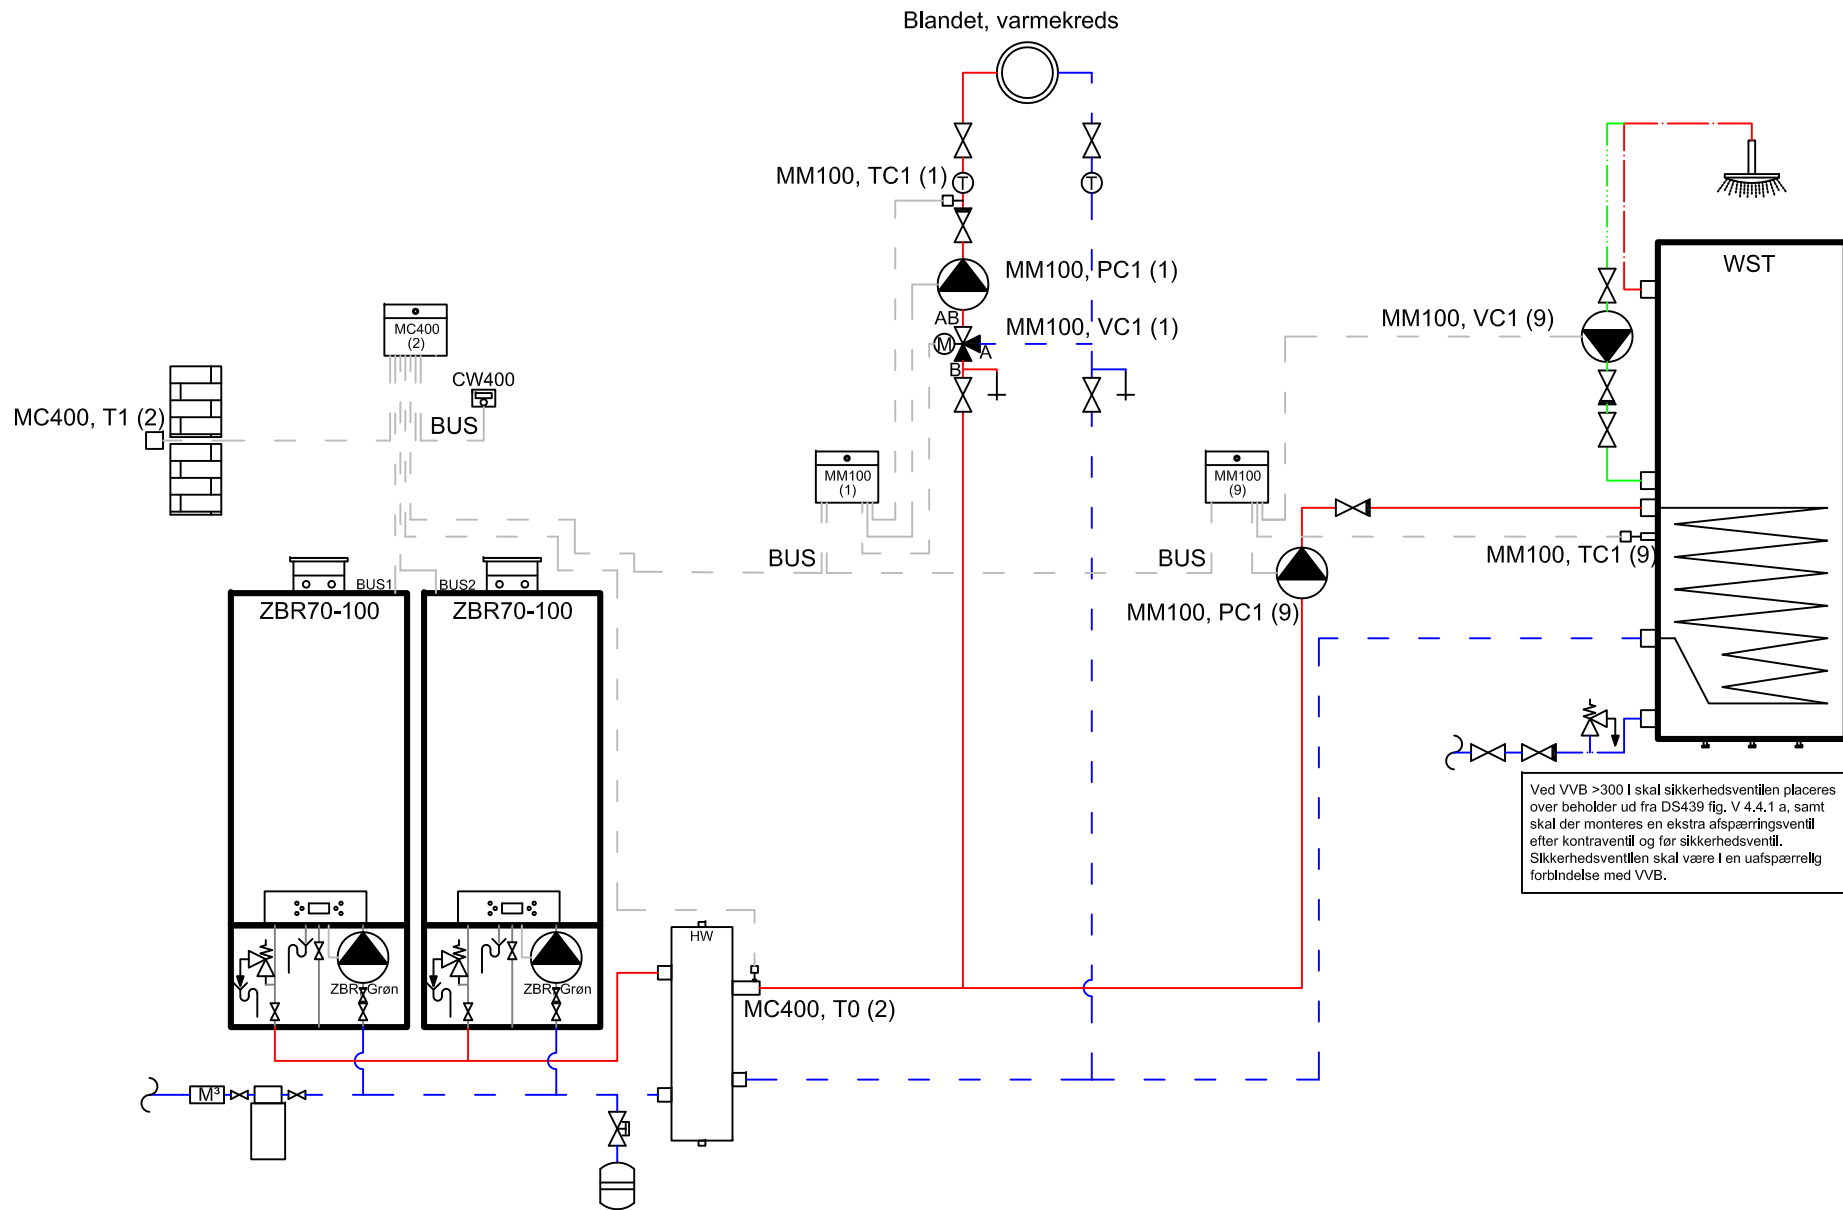 Blandet, varmekreds
MM100, TC1 (1)
T
T
MM100, PC1 (1)
WST
AB
MM100, VC1 (1)
MM100, VC1 (9)
MC400
(2)
M
A
B
CW400
MC400, T1 (2)
BUS
MM100
(1)
MM100
(9)
BUS
BUS
MM100, TC1 (9)
BUS1
BUS2
ZBR70-100
ZBR70-100
MM100, PC1 (9)
Ved VVB >300 l skal sikkerhedsventilen placeres
over beholder ud fra DS439 fig. V 4.4.1 a, samt
skal der monteres en ekstra afspærringsventil
efter kontraventil og før sikkerhedsventil.
Sikkerhedsventilen skal være i en uafspærrelig
forbindelse med VVB.
HW
ZBR Grøn
ZBR Grøn
MC400, T0 (2)
M³